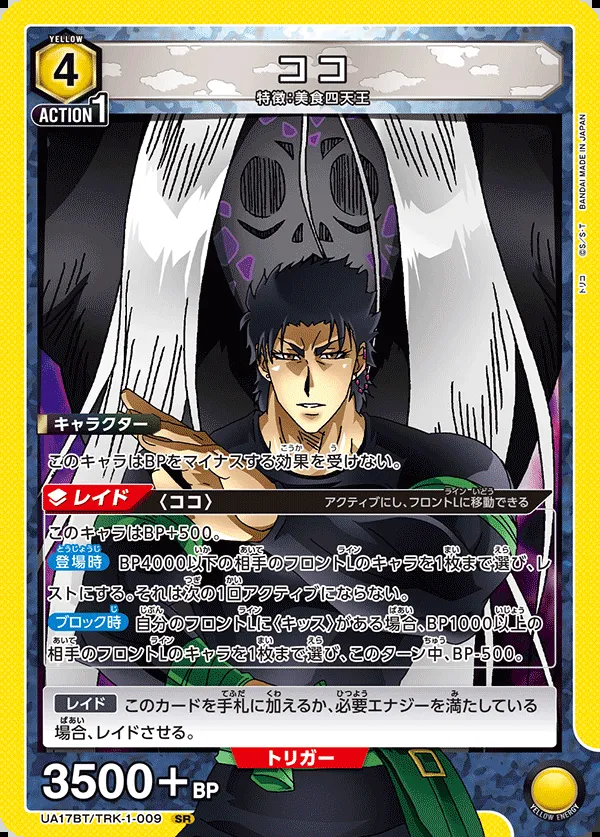 YELLOW
4
ACTION 1
ココ
特徴:美食四天王
トリコ ©S/S・T BANDAI MADE IN JAPAN
キャラクター
このキャラはBPをマイナスする効果を受けない。
レイド 〈ココ〉 アクティブにし、フロントLに移動できる
このキャラはBP+500。
登場時 BP4000以下の相手のフロントLのキャラを1枚まで選び、レ
ストにする。それは次の1回アクティブにならない。
ブロック時 自分のフロントLに〈キッス〉がある場合、BP1000以上の
相手のフロントLのキャラを1枚まで選び、このターン中、BP-500。
レイド このカードを手札に加えるか、必要エナジーを満たしている
場合、レイドさせる。
トリガー
3500+BP
UA17BT/TRK-1-009 SR
YELLOW ENERGY